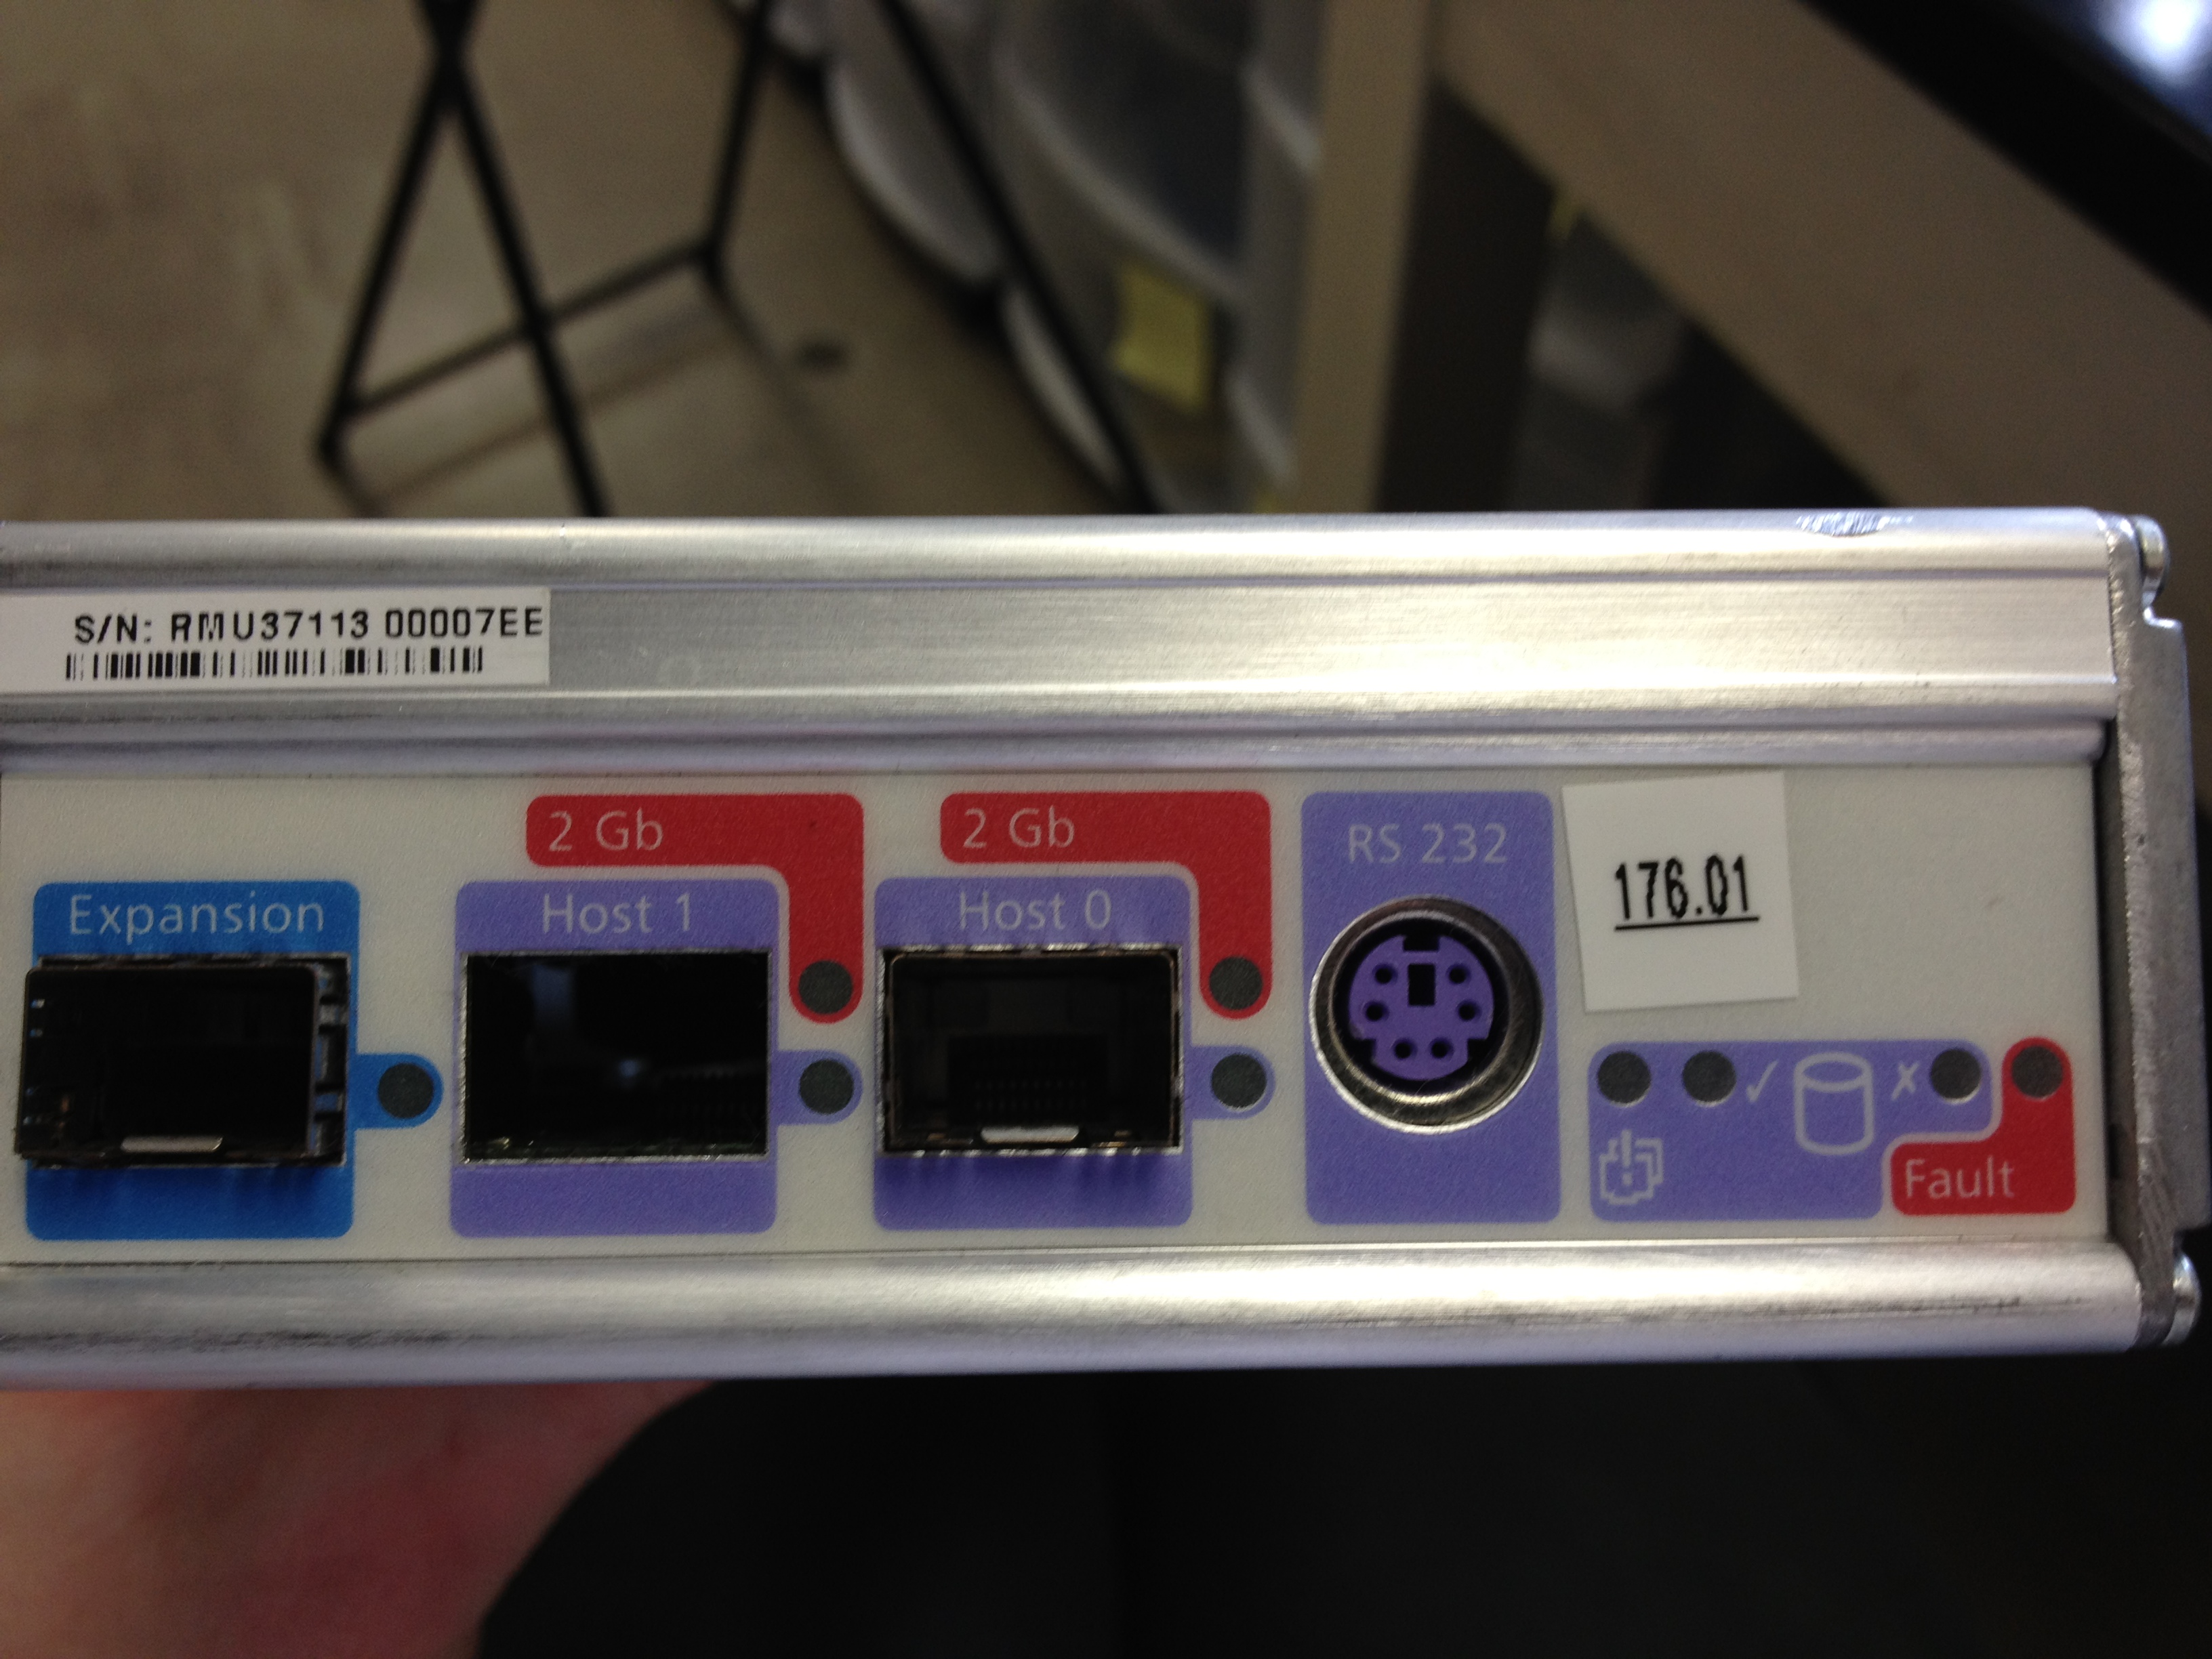 S/N: RMU37113 00007EE
2 Gb
2 Gb
RS 232
176.01
Expansion
Host 1
Host 0
Fault